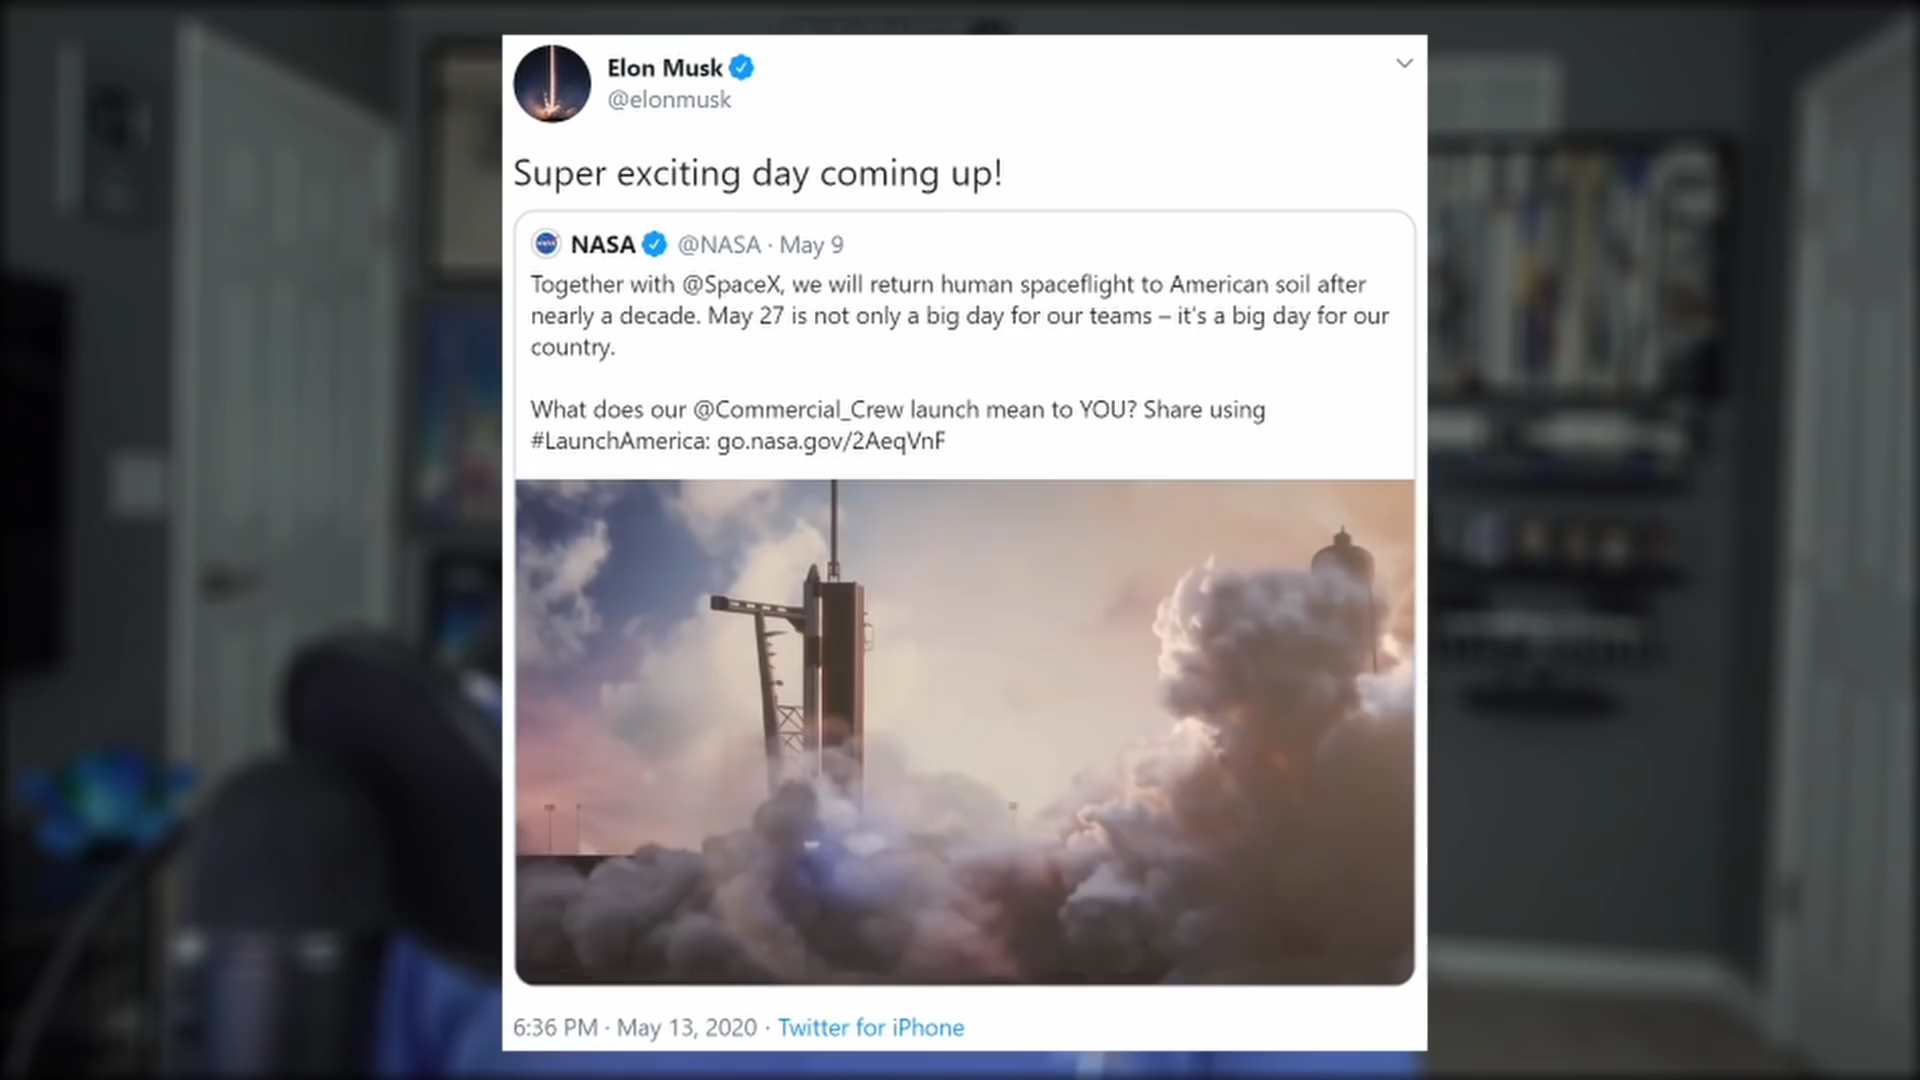 Elon Musk
@elonmusk
Super exciting day coming up!
NASA @NASA · May 9
Together with @SpaceX, we will return human spaceflight to American soil after
nearly a decade. May 27 is not only a big day for our teams – it's a big day for our
country.
What does our @Commercial_Crew launch mean to YOU? Share using
#LaunchAmerica: go.nasa.gov/2AeqVnF
6:36 PM · May 13, 2020 · Twitter for iPhone